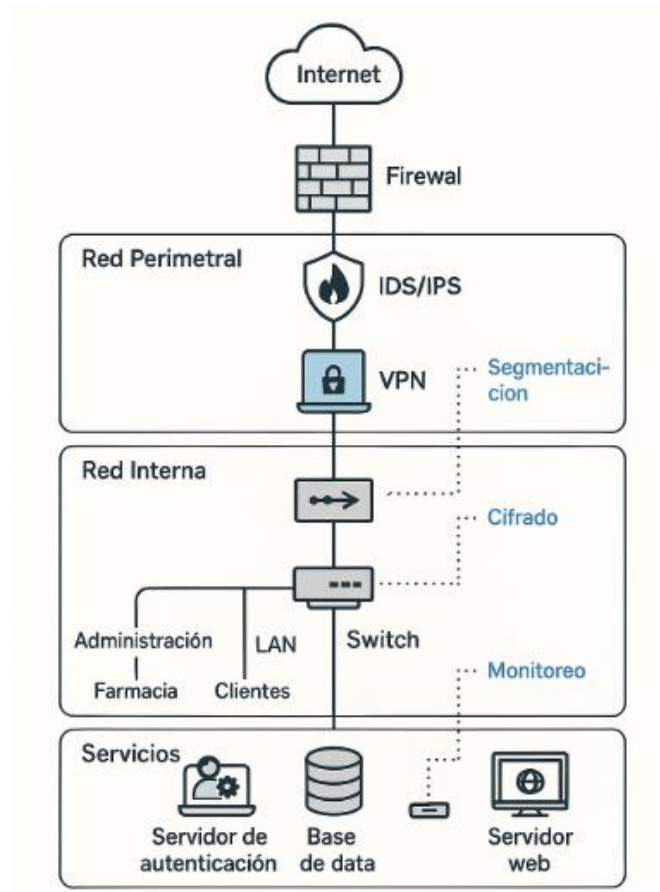 Internet
Firewal
Red Perimetral
IDS/IPS
VPN
Segmentaci-
cion
Red Interna
Cifrado
Administración
LAN
Switch
Farmacia
Clientes
Monitoreo
Servicios
Servidor de
autenticación
Base
de data
Servidor
web